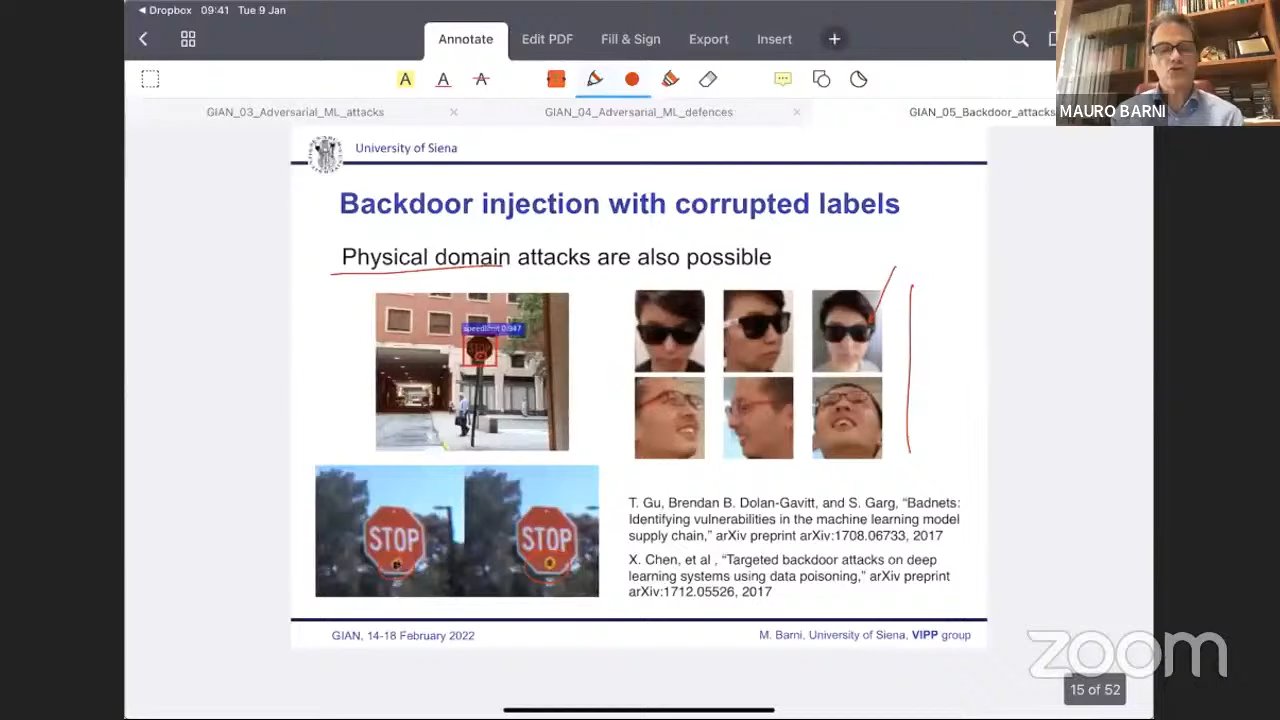 Dropbox 09:41 Tue 9 Jan
Annotate Edit PDF Fill & Sign Export Insert
A A A
GIAN_03_Adversarial_ML_attacks GIAN_04_Adversarial_ML_defences GIAN_05_Backdoor_attacks
MAURO BARNI
University of Siena
Backdoor injection with corrupted labels
Physical domain attacks are also possible
speedlimit 0.947
STOP
STOP STOP
T. Gu, Brendan B. Dolan-Gavitt, and S. Garg, “Badnets:
Identifying vulnerabilities in the machine learning model
supply chain,” arXiv preprint arXiv:1708.06733, 2017
X. Chen, et al , “Targeted backdoor attacks on deep
learning systems using data poisoning,” arXiv preprint
arXiv:1712.05526, 2017
GIAN, 14-18 February 2022
M. Barni, University of Siena, VIPP group
zoom
15 of 52